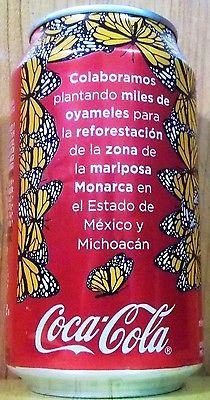 Colaboramos
plantando miles de
oyameles para
la reforestación
de la zona de
la mariposa
Monarca en
el Estado de
México y
Michoacán
Coca-Cola